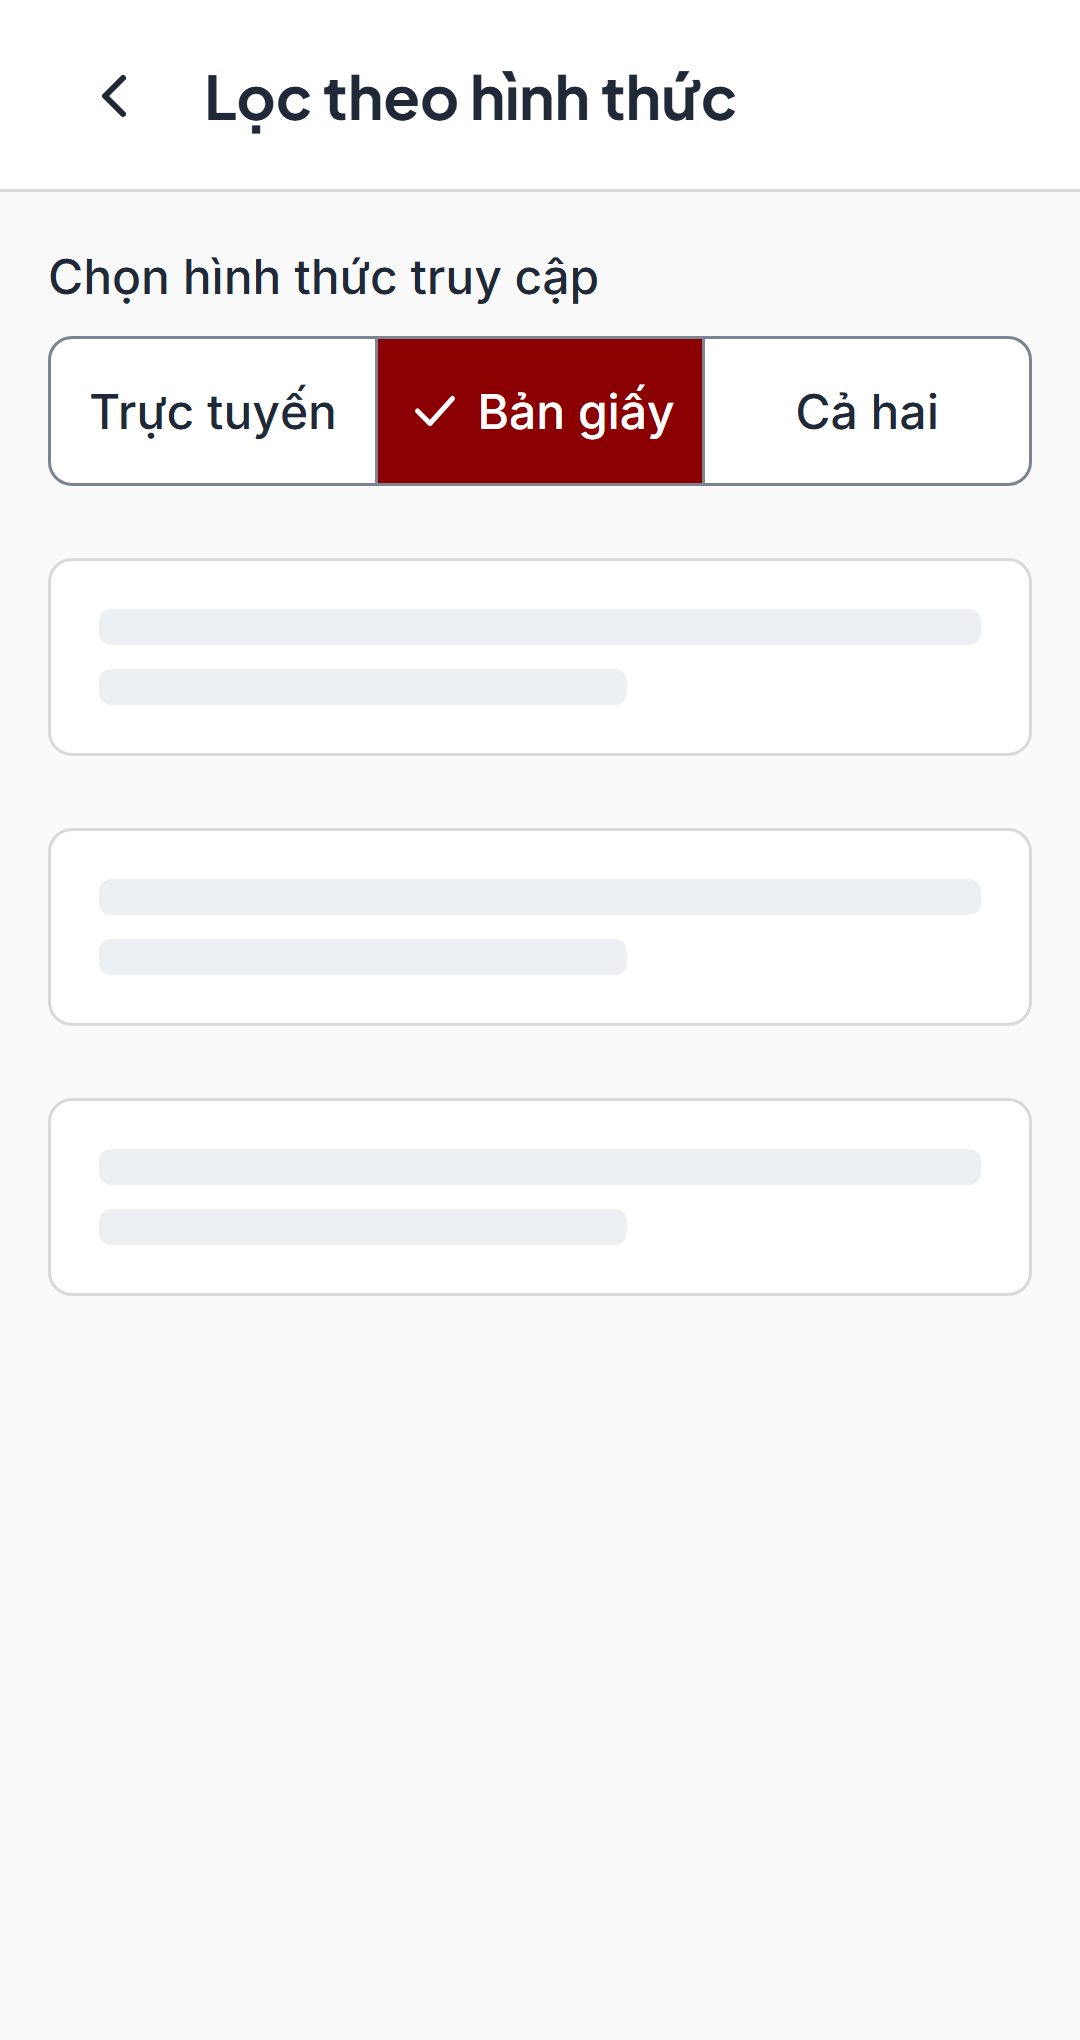 Lọc theo hình thức
Chọn hình thức truy cập
Trực tuyến
Bản giấy
Cả hai